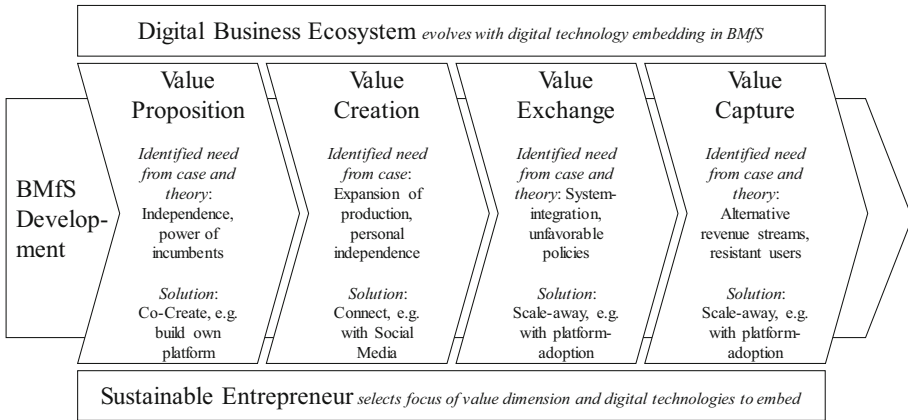 Digital Business Ecosystem evolves with digital technology embedding in BMfS
BMfS
Develop-
ment
Value
Proposition
Identified need
from case and
theory:
Independence,
power of
incumbents
Solution:
Co-Create, e.g.
build own
platform
Value
Creation
Identified need
from case:
Expansion of
production,
personal
independence
Solution:
Connect, e.g.
with Social
Media
Value
Exchange
Identified need
from case and
theory: System-
integration,
unfavorable
policies
Solution:
Scale-away, e.g.
with platform-
adoption
Value
Capture
Identified need
from case and
theory:
Alternative
revenue streams,
resistant users
Solution:
Scale-away, e.g.
with platform-
adoption
Sustainable Entrepreneur selects focus of value dimension and digital technologies to embed